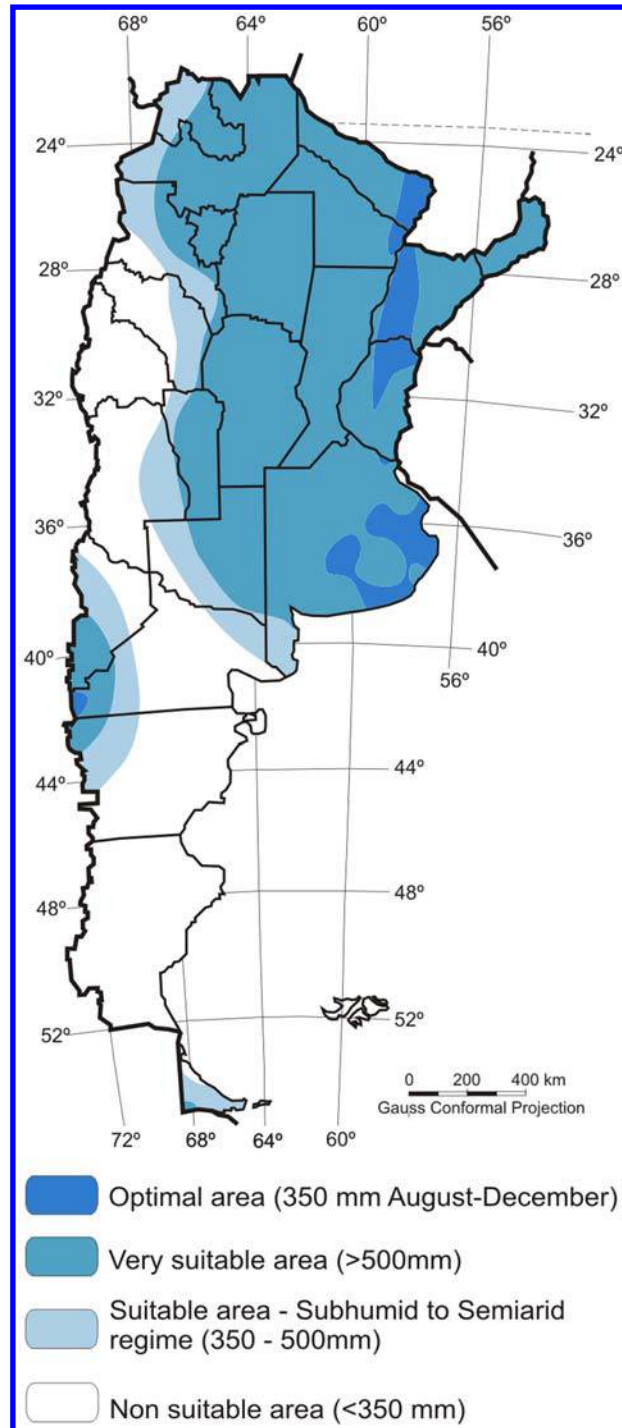 68º 64º 60º 56º
24º 24º
28º 28º
32º 32º
36º 36º
40º 40º
56º
44º 44º
48º 48º
52º 52º
0 200 400 km
Gauss Conformal Projection
72º 68º 64º 60º
Optimal area (350 mm August-December)
Very suitable area (>500mm)
Suitable area - Subhumid to Semiarid
regime (350 - 500mm)
Non suitable area (<350 mm)